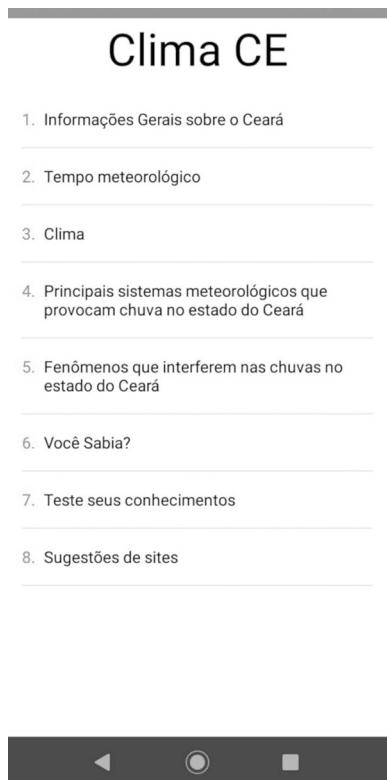 Clima CE
1. Informações Gerais sobre o Ceará
2. Tempo meteorológico
3. Clima
4. Principais sistemas meteorológicos que
provocam chuva no estado do Ceará
5. Fenômenos que interferem nas chuvas no
estado do Ceará
6. Você Sabia?
7. Teste seus conhecimentos
8. Sugestões de sites